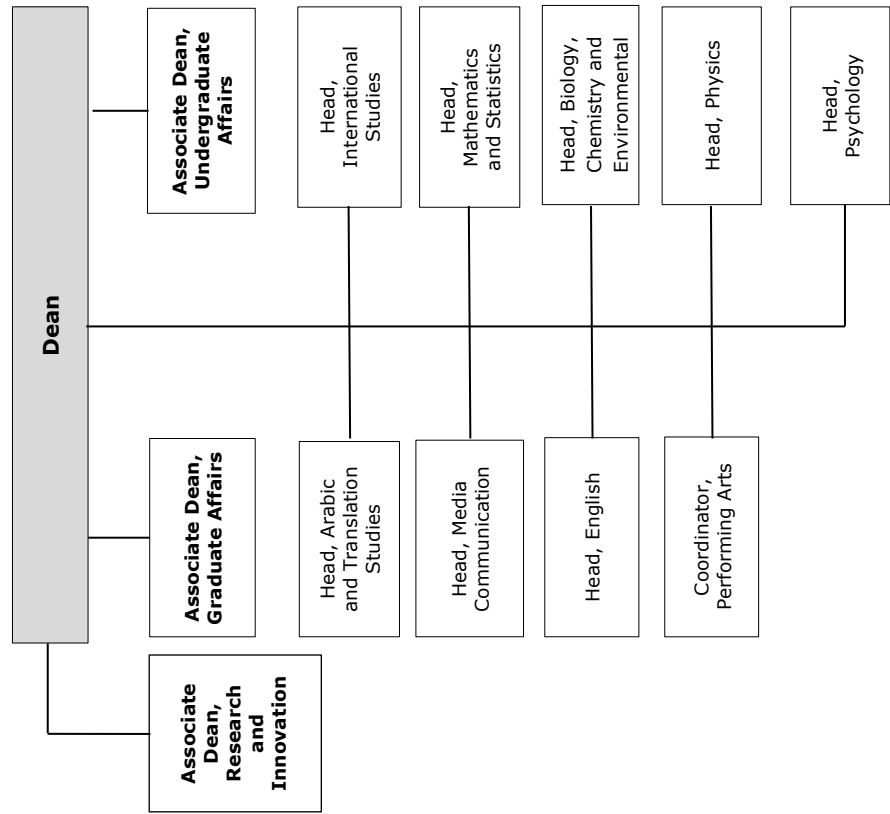 Dean
Associate
Dean,
Research
and
Innovation
Associate Dean,
Graduate Affairs
Associate Dean,
Undergraduate
Affairs
Head, Arabic
and Translation
Studies
Head,
International
Studies
Head, Media
Communication
Head,
Mathematics
and Statistics
Head, English
Head, Biology,
Chemistry and
Environmental
Coordinator,
Performing Arts
Head, Physics
Head,
Psychology